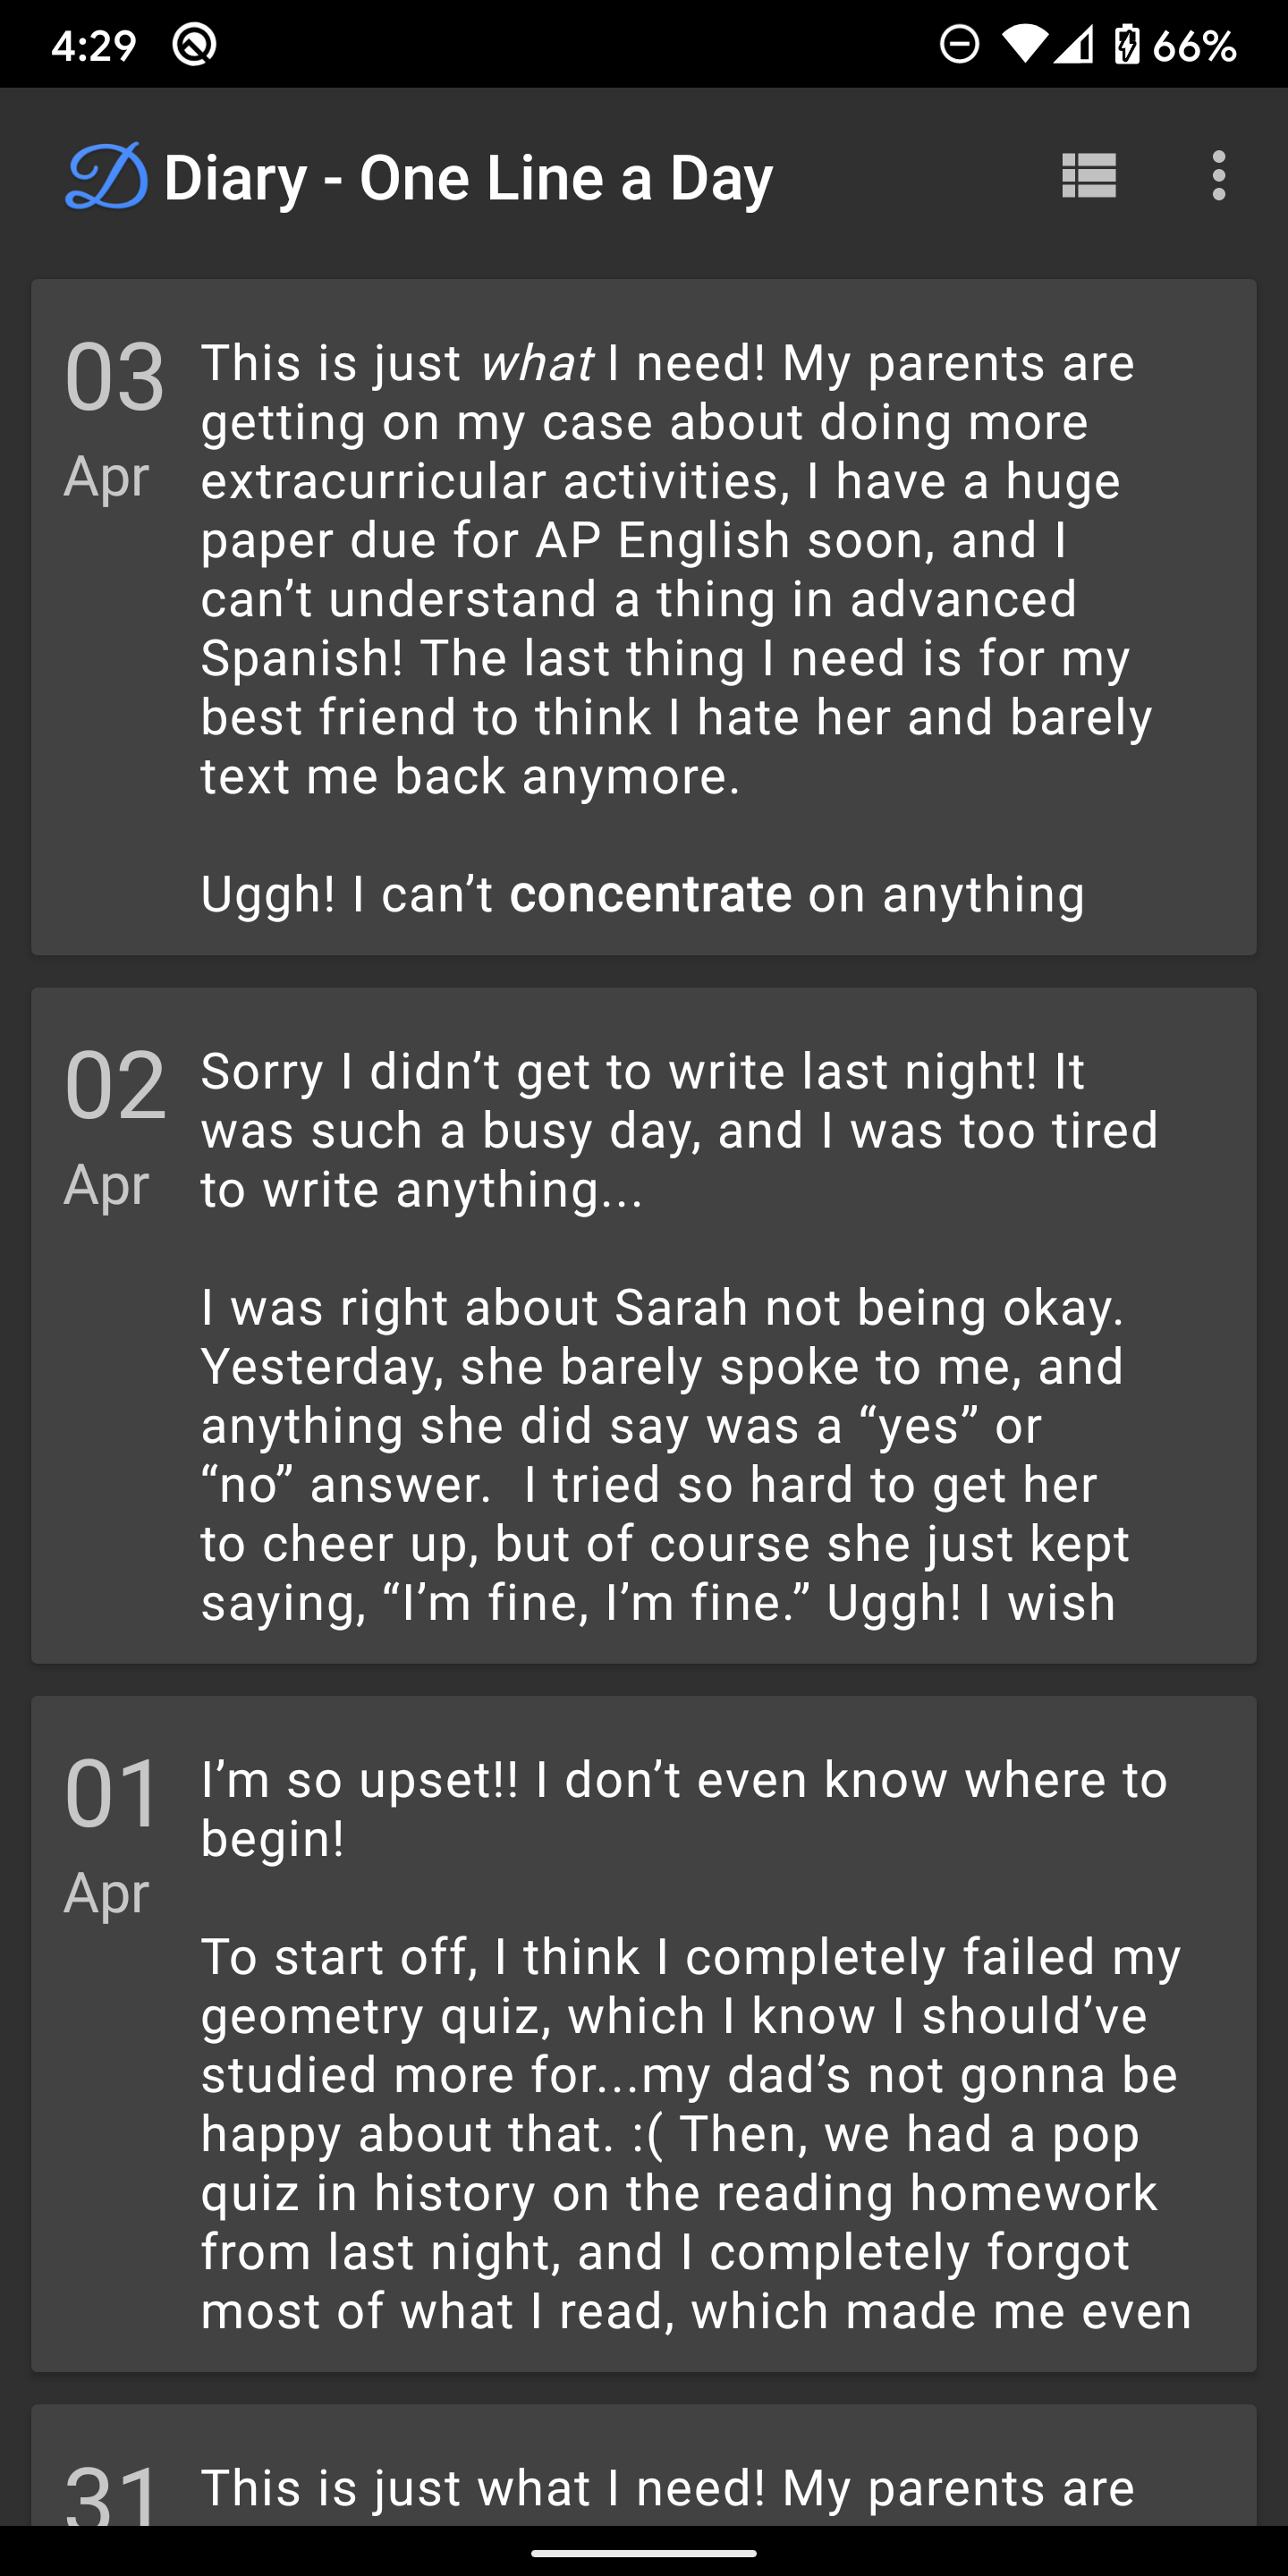 4:29
66%
D Diary - One Line a Day
03
Apr
This is just what I need! My parents are
getting on my case about doing more
extracurricular activities, I have a huge
paper due for AP English soon, and I
can’t understand a thing in advanced
Spanish! The last thing I need is for my
best friend to think I hate her and barely
text me back anymore.
Uggh! I can’t concentrate on anything
02
Apr
Sorry I didn’t get to write last night! It
was such a busy day, and I was too tired
to write anything...
I was right about Sarah not being okay.
Yesterday, she barely spoke to me, and
anything she did say was a “yes” or
“no” answer.  I tried so hard to get her
to cheer up, but of course she just kept
saying, “I’m fine, I’m fine.” Uggh! I wish
01
Apr
I’m so upset!! I don’t even know where to
begin!
To start off, I think I completely failed my
geometry quiz, which I know I should’ve
studied more for...my dad’s not gonna be
happy about that. :( Then, we had a pop
quiz in history on the reading homework
from last night, and I completely forgot
most of what I read, which made me even
31
This is just what I need! My parents are